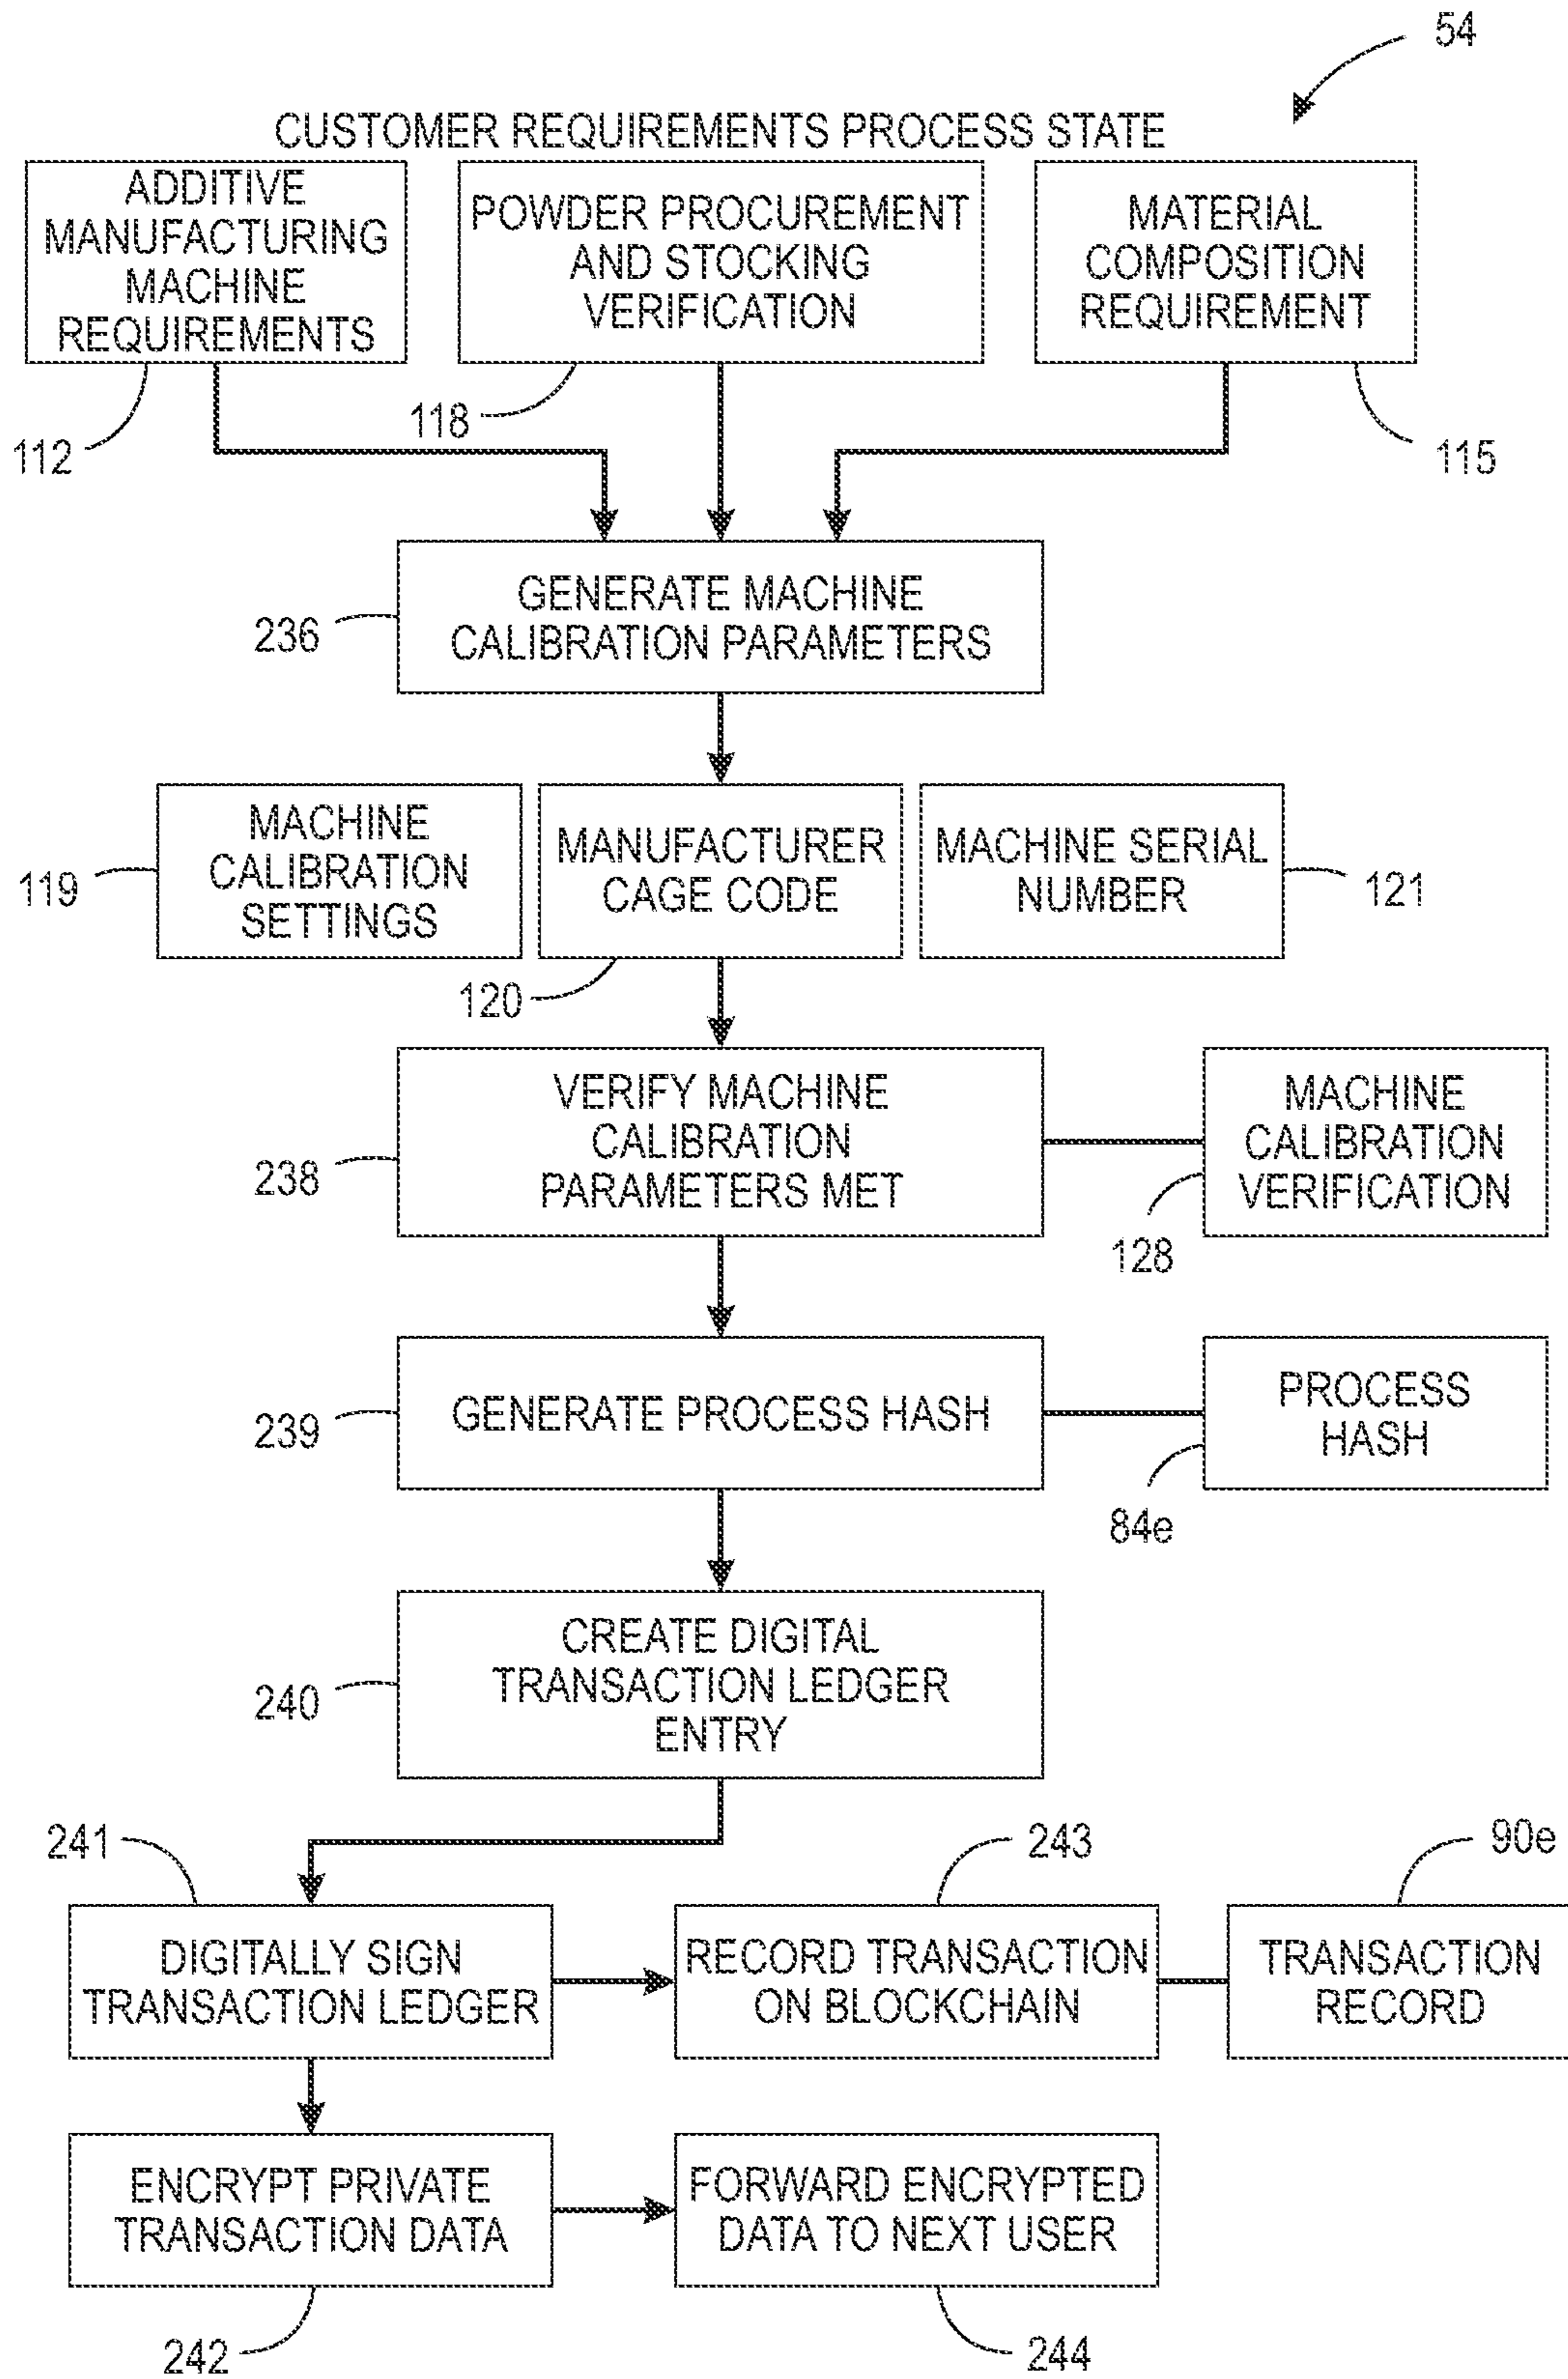 54
CUSTOMER REQUIREMENTS PROCESS STATE
ADDITIVE
MANUFACTURING
MACHINE
REQUIREMENTS
POWDER PROCUREMENT
AND STOCKING
VERIFICATION
MATERIAL
COMPOSITION
REQUIREMENT
112
118
115
GENERATE MACHINE
CALIBRATION PARAMETERS
236
MACHINE
CALIBRATION
SETTINGS
MANUFACTURER
CAGE CODE
MACHINE SERIAL
NUMBER
119
120
121
VERIFY MACHINE
CALIBRATION
PARAMETERS MET
238
MACHINE
CALIBRATION
VERIFICATION
128
GENERATE PROCESS HASH
239
PROCESS
HASH
84e
CREATE DIGITAL
TRANSACTION LEDGER
ENTRY
240
241
243
90e
DIGITALLY SIGN
TRANSACTION LEDGER
RECORD TRANSACTION
ON BLOCKCHAIN
TRANSACTION
RECORD
ENCRYPT PRIVATE
TRANSACTION DATA
FORWARD ENCRYPTED
DATA TO NEXT USER
242
244